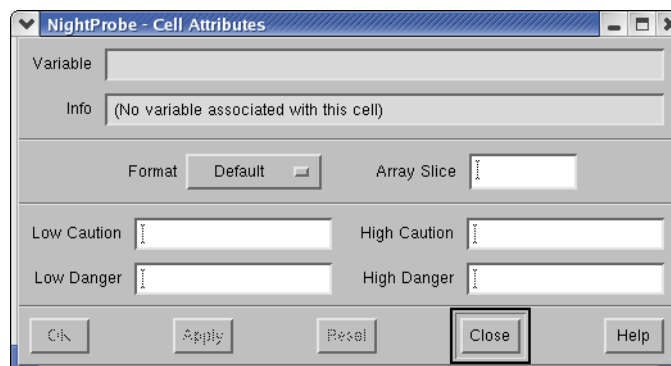 NightProbe - Cell Attributes
Variable
Info (No variable associated with this cell)
Format Default Array Slice
Low Caution High Caution
Low Danger High Danger
OK Apply Reset Close Help